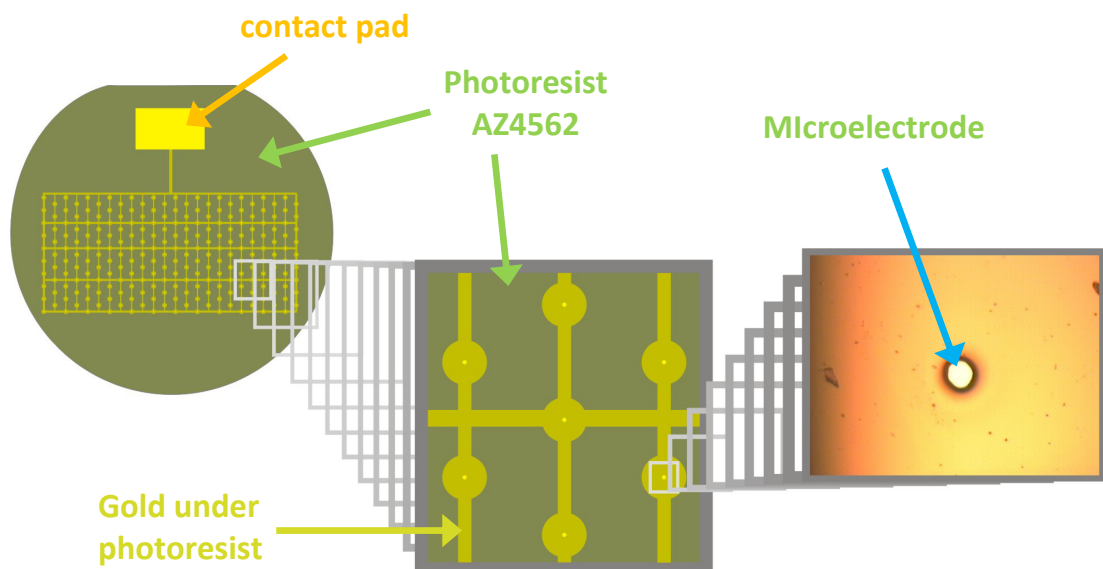 contact pad
Photoresist
AZ4562
MIcroelectrode
Gold under
photoresist